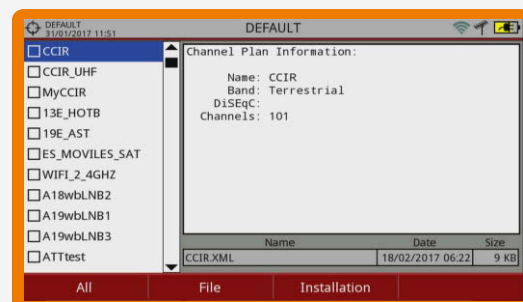 DEFAULT
31/01/2017 11:51
DEFAULT
CCIR
CCIR_UHF
MyCCIR
13E_HOTB
19E_AST
ES_MOVILES_SAT
WIFI_2_4GHZ
A18wbLNB2
A19wbLNB1
A19wbLNB3
ATTtest
Channel Plan Information:
Name: CCIR
Band: Terrestrial
DiSEqC:
Channels: 101
Name Date Size
CCIR.XML 18/02/2017 06:22 9 KB
All File Installation